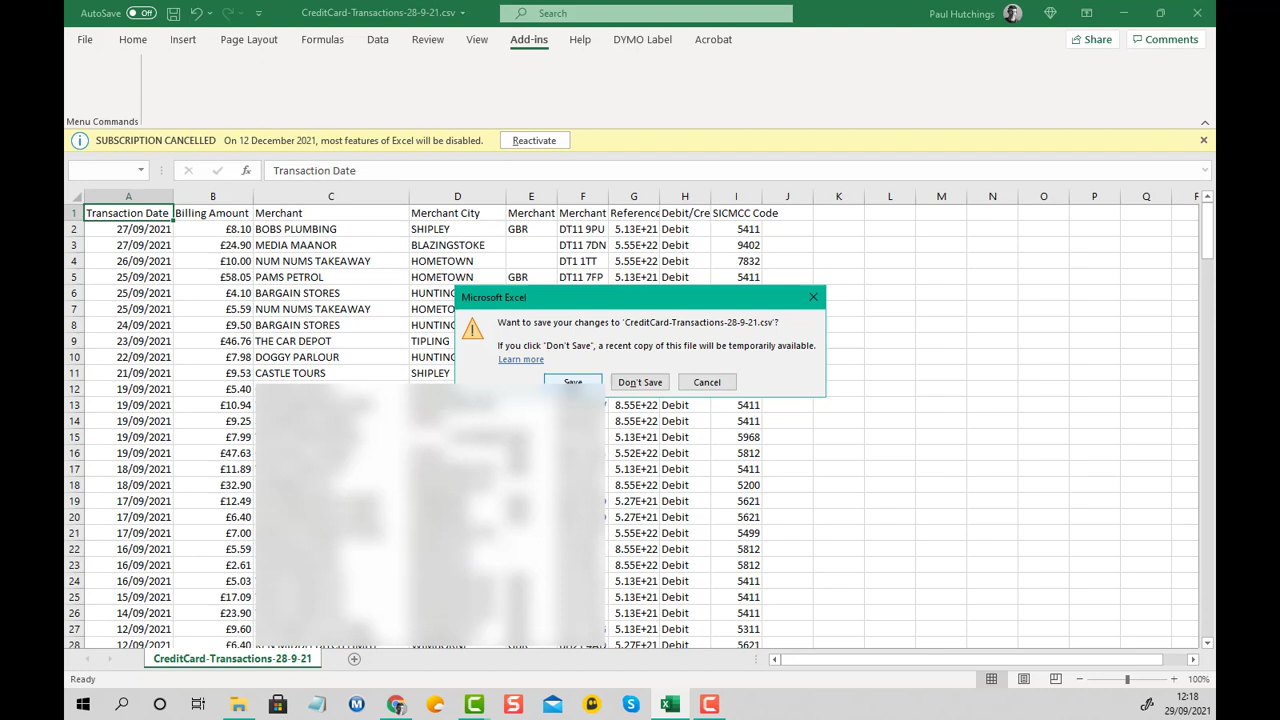 AutoSave Off CreditCard-Transactions-28-9-21.csv Search Paul Hutchings
File Home Insert Page Layout Formulas Data Review View Add-ins Help DYMO Label Acrobat Share Comments
Menu Commands
SUBSCRIPTION CANCELLED On 12 December 2021, most features of Excel will be disabled. Reactivate
fx Transaction Date
A B C D E F G H I J K L M N O P Q
1 Transaction Date Billing Amount Merchant Merchant City Merchant Merchant Reference Debit/Cre SICMCC Code
2 27/09/2021 £8.10 BOBS PLUMBING SHIPLEY GBR DT11 9PU 5.13E+21 Debit 5411
3 27/09/2021 £24.90 MEDIA MAANOR BLAZINGSTOKE DT11 7DN 5.55E+22 Debit 9402
4 26/09/2021 £10.00 NUM NUMS TAKEAWAY HOMETOWN DT1 1TT 5.55E+22 Debit 7832
5 25/09/2021 £58.05 PAMS PETROL HOMETOWN GBR DT11 7FP 5.13E+21 Debit 5411
6 25/09/2021 £4.10 BARGAIN STORES
7 25/09/2021 £5.59 NUM NUMS TAKEAWAY
8 24/09/2021 £9.50 BARGAIN STORES
9 23/09/2021 £46.76 THE CAR DEPOT TIPLING
10 22/09/2021 £7.98 DOGGY PARLOUR
11 21/09/2021 £9.53 CASTLE TOURS SHIPLEY
Microsoft Excel
Want to save your changes to 'CreditCard-Transactions-28-9-21.csv'?
If you click "Don't Save", a recent copy of this file will be temporarily available.
Learn more
Save Don't Save Cancel
12 19/09/2021 £5.40
13 19/09/2021 £10.94 8.55E+22 Debit 5411
14 19/09/2021 £9.25 8.55E+22 Debit 5411
15 19/09/2021 £7.99 5.13E+21 Debit 5968
16 19/09/2021 £47.63 5.52E+22 Debit 5812
17 18/09/2021 £11.89 5.13E+21 Debit 5411
18 18/09/2021 £32.90 8.55E+22 Debit 5200
19 17/09/2021 £12.49 5.27E+21 Debit 5621
20 17/09/2021 £6.40 5.27E+21 Debit 5621
21 17/09/2021 £7.00 5.55E+22 Debit 5499
22 16/09/2021 £5.59 8.55E+22 Debit 5812
23 16/09/2021 £2.61 8.55E+22 Debit 5812
24 16/09/2021 £5.03 5.13E+21 Debit 5411
25 15/09/2021 £17.09 5.13E+21 Debit 5411
26 14/09/2021 £23.90 5.13E+21 Debit 5411
27 12/09/2021 £9.60 5.13E+21 Debit 5311
28 12/09/2021 £6.40 5.27E+21 Debit 5621
CreditCard-Transactions-28-9-21
Ready 100%
12:18
29/09/2021